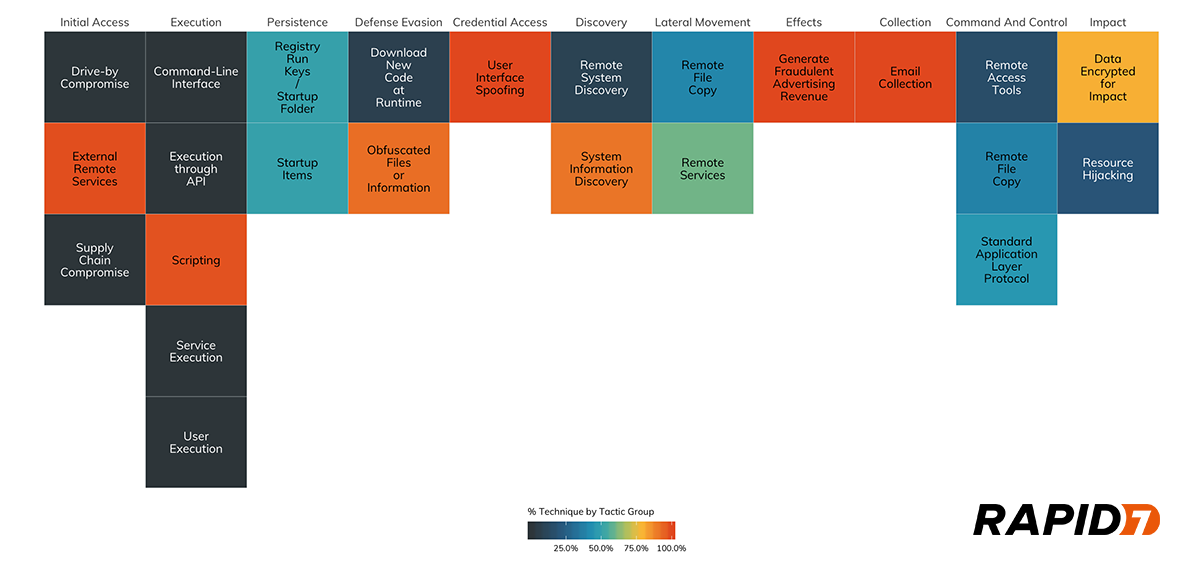 Initial Access
Execution
Persistence
Defense Evasion
Credential Access
Discovery
Lateral Movement
Effects
Collection
Command And Control
Impact
Drive-by
Compromise
Command-Line
Interface
Registry
Run
Keys
/
Startup
Folder
Download
New
Code
at
Runtime
User
Interface
Spoofing
Remote
System
Discovery
Remote
File
Copy
Generate
Fraudulent
Advertising
Revenue
Email
Collection
Remote
Access
Tools
Data
Encrypted
for
Impact
External
Remote
Services
Execution
through
API
Startup
Items
Obfuscated
Files
or
Information
System
Information
Discovery
Remote
Services
Remote
File
Copy
Resource
Hijacking
Supply
Chain
Compromise
Scripting
Standard
Application
Layer
Protocol
Service
Execution
User
Execution
% Technique by Tactic Group
25.0%
50.0%
75.0%
100.0%
RAPID7